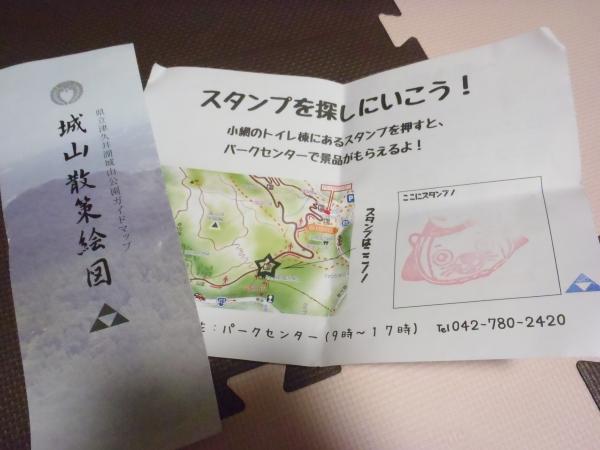 県立津久井湖城山公園ガイドマップ
城山散策絵図
スタンプを探しにいこう！
小網のトイレ棟にあるスタンプを押すと、
パークセンターで景品がもらえるよ！
スタンプはここ！
ここにスタンプ！
：パークセンター(9時～17時) Tel 042-780-2420